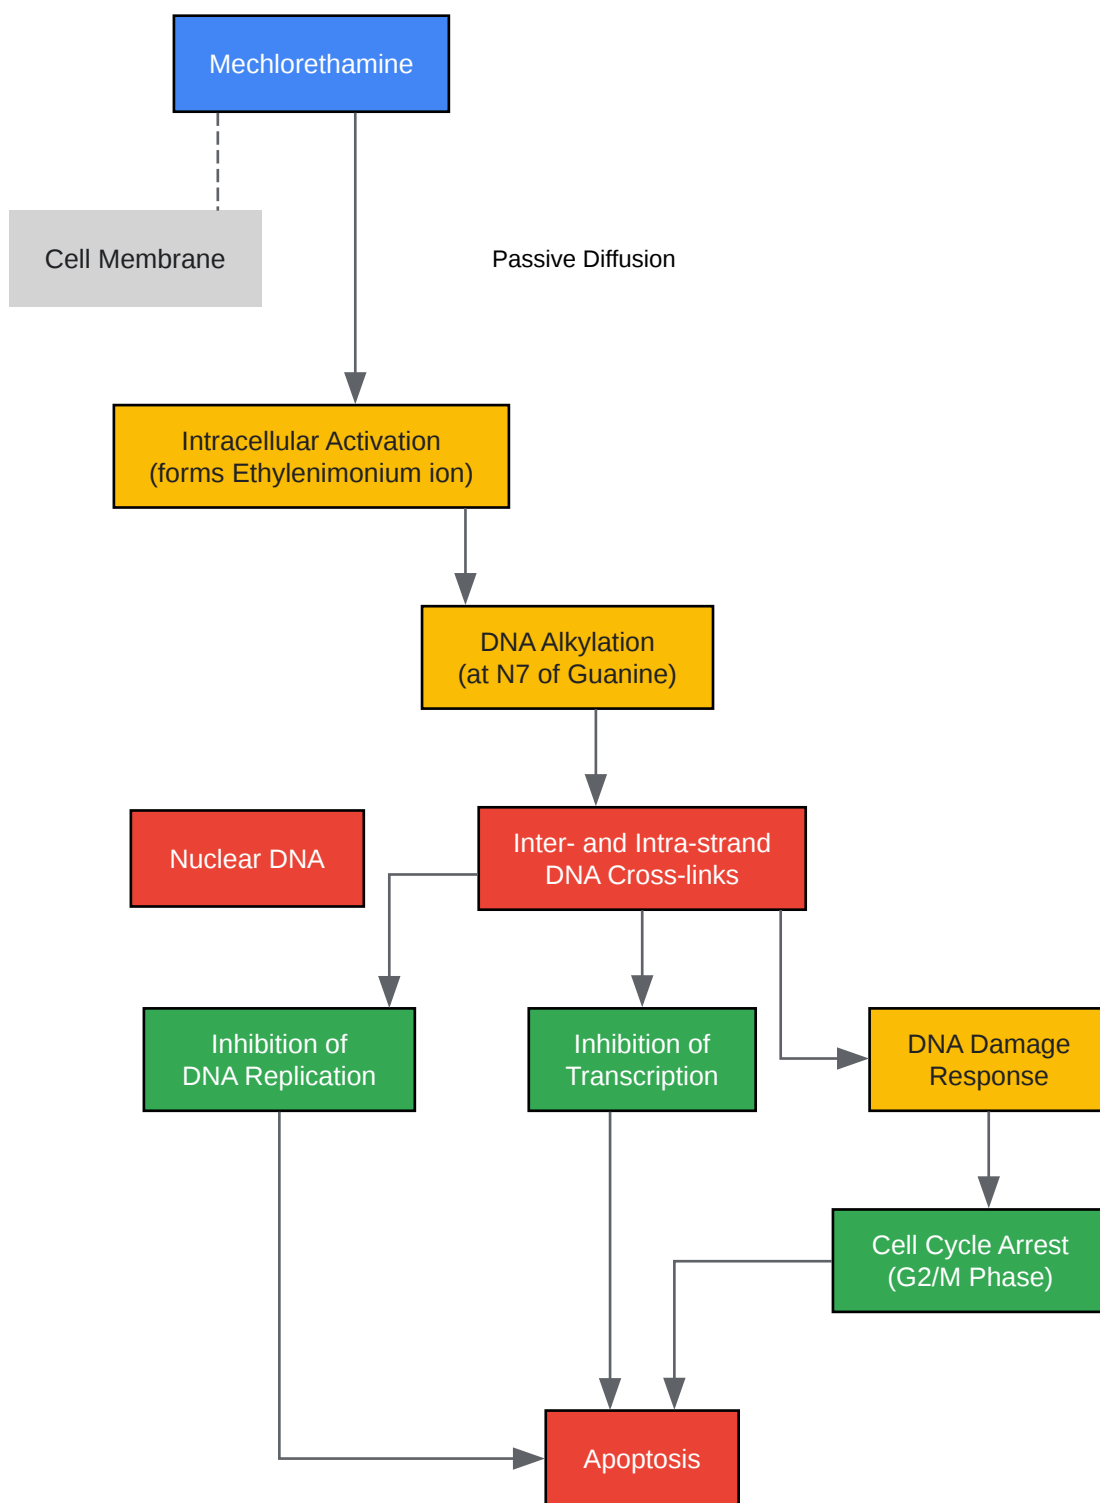 Mechlorethamine
Cell Membrane
Passive Diffusion
Intracellular Activation
(forms Ethylenimonium ion)
DNA Alkylation
(at N7 of Guanine)
Nuclear DNA
Inter- and Intra-strand
DNA Cross-links
Inhibition of
DNA Replication
Inhibition of
Transcription
DNA Damage
Response
Cell Cycle Arrest
(G2/M Phase)
Apoptosis